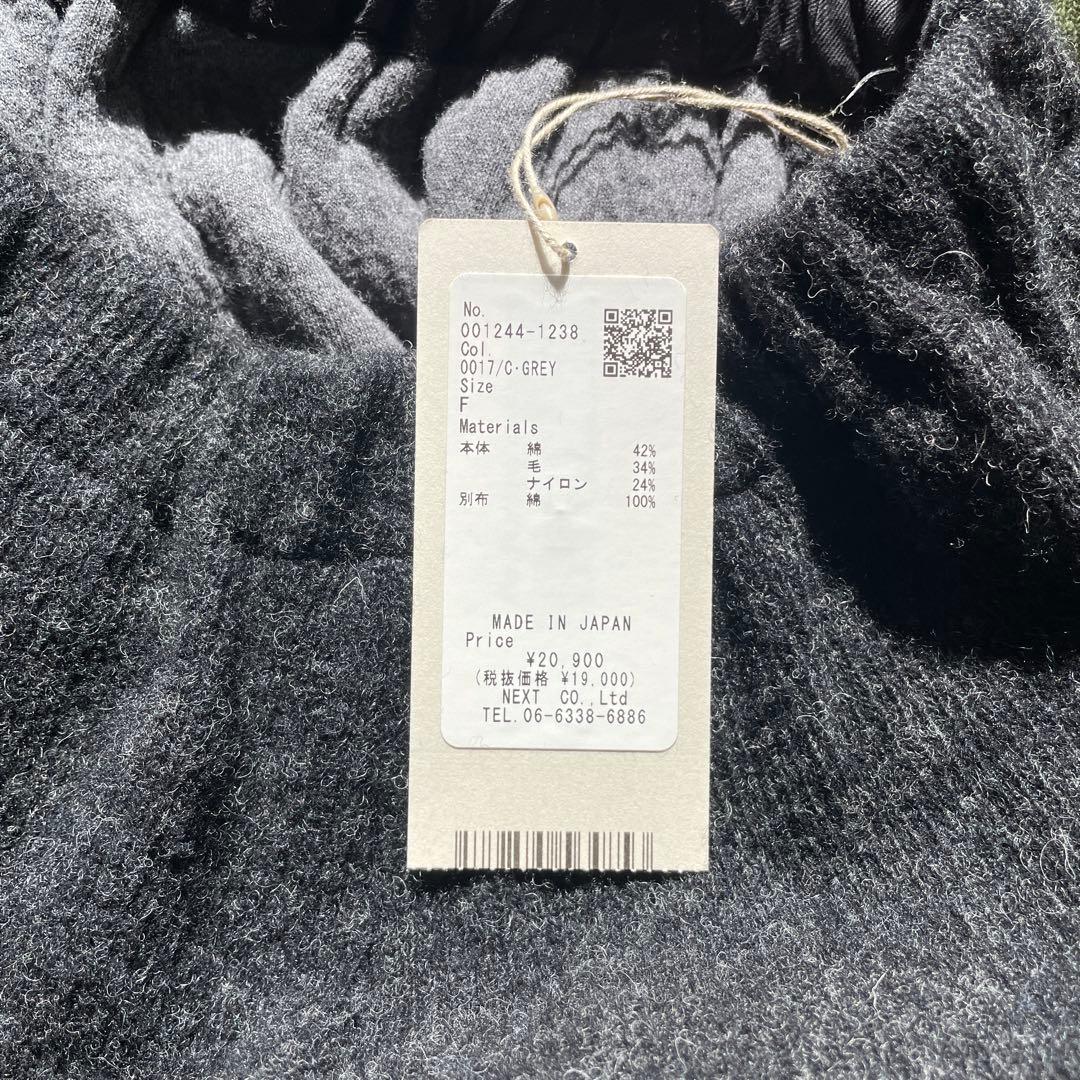 No.
001244-1238
Col.
0017/C·GREY
Size
F
Materials
本体 綿 42%
毛 34%
ナイロン 24%
別布 綿 100%
MADE IN JAPAN
Price
¥20,900
(税抜価格 ¥19,000)
NEXT CO.,Ltd
TEL.06-6338-6886